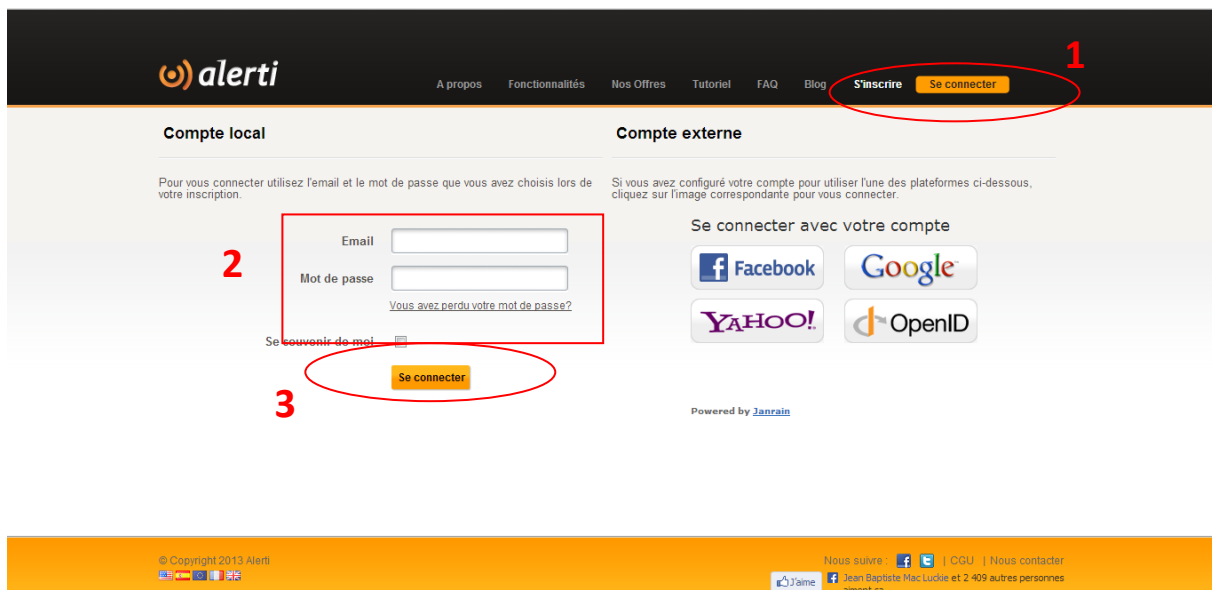 1
alerti
A propos Fonctionnalités Nos Offres Tutoriel FAQ Blog S'inscrire Se connecter
Compte local
Pour vous connecter utilisez l'email et le mot de passe que vous avez choisis lors de
votre inscription.
2
Email
Mot de passe
Vous avez perdu votre mot de passe?
Se souvenir de moi
Se connecter
3
Compte externe
Si vous avez configuré votre compte pour utiliser l'une des plateformes ci-dessous,
cliquez sur l'image correspondante pour vous connecter.
Se connecter avec votre compte
Facebook Google
YAHOO! OpenID
Powered by Janrain
© Copyright 2013 Alerti
Nous suivre : | CGU | Nous contacter
J'aime Jean Baptiste Mac Luckie et 2 409 autres personnes
aiment ça.